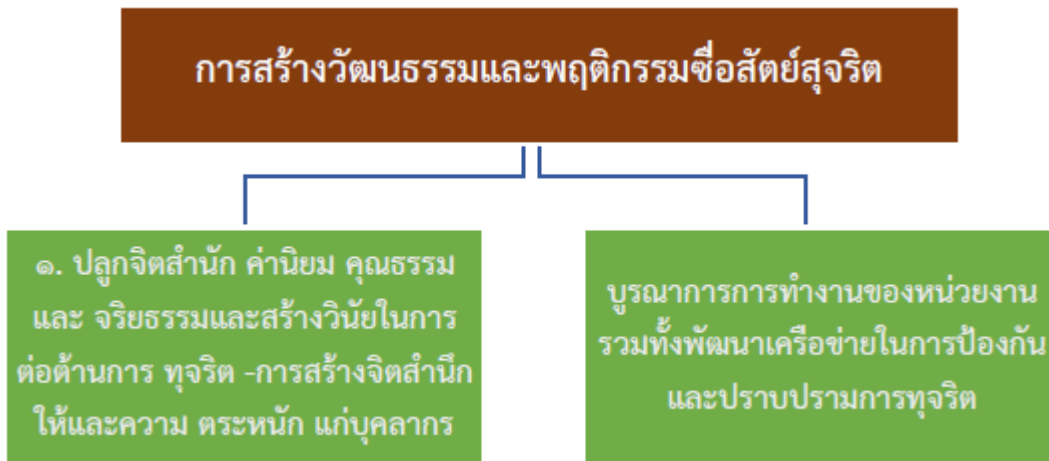 การสร้างวัฒนธรรมและพฤติกรรมซื่อสัตย์สุจริต
๑. ปลูกจิตสำนัก ค่านิยม คุณธรรม
และ จริยธรรมและสร้างวินัยในการ
ต่อต้านการ ทุจริต -การสร้างจิตสำนึก
ให้และความ ตระหนัก แก่บุคลากร
บูรณาการการทำงานของหน่วยงาน
รวมทั้งพัฒนาเครือข่ายในการป้องกัน
และปราบปรามการทุจริต